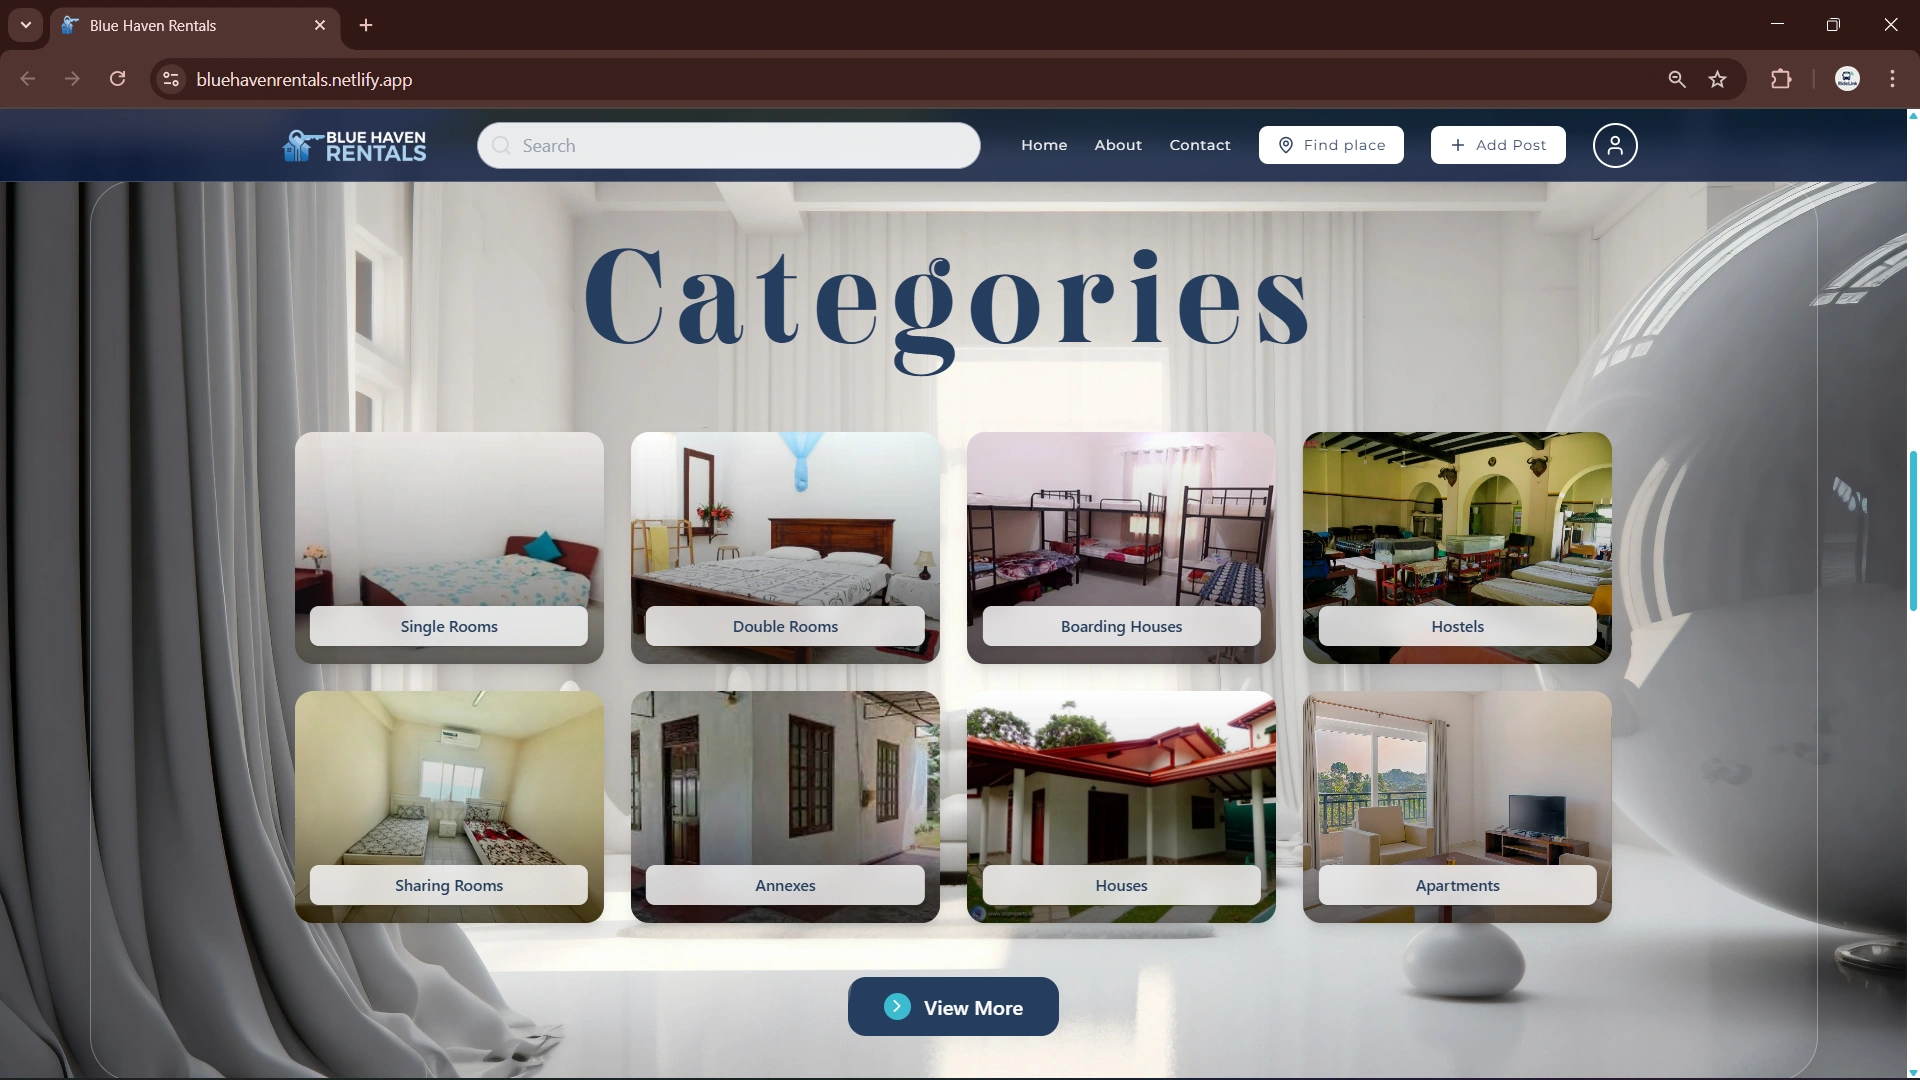 Blue Haven Rentals
bluehavenrentals.netlify.app
BLUE HAVEN
RENTALS
Search
Home
About
Contact
Find place
Add Post
Categories
Single Rooms
Double Rooms
Boarding Houses
Hostels
Sharing Rooms
Annexes
Houses
Apartments
View More